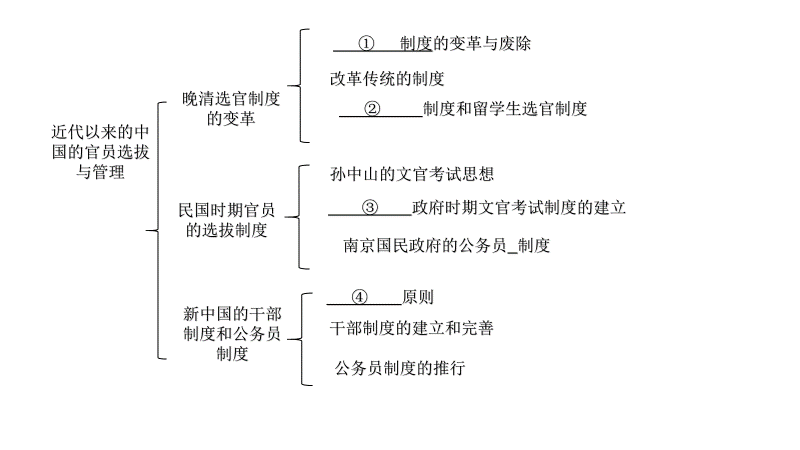 近代以来的中
国的官员选拔
与管理
晚清选官制度
的变革
①　制度的变革与废除
改革传统的制度
②　制度和留学生选官制度
民国时期官员
的选拔制度
孙中山的文官考试思想
③　政府时期文官考试制度的建立
南京国民政府的公务员_制度
新中国的干部
制度和公务员
制度
④　原则
干部制度的建立和完善
公务员制度的推行